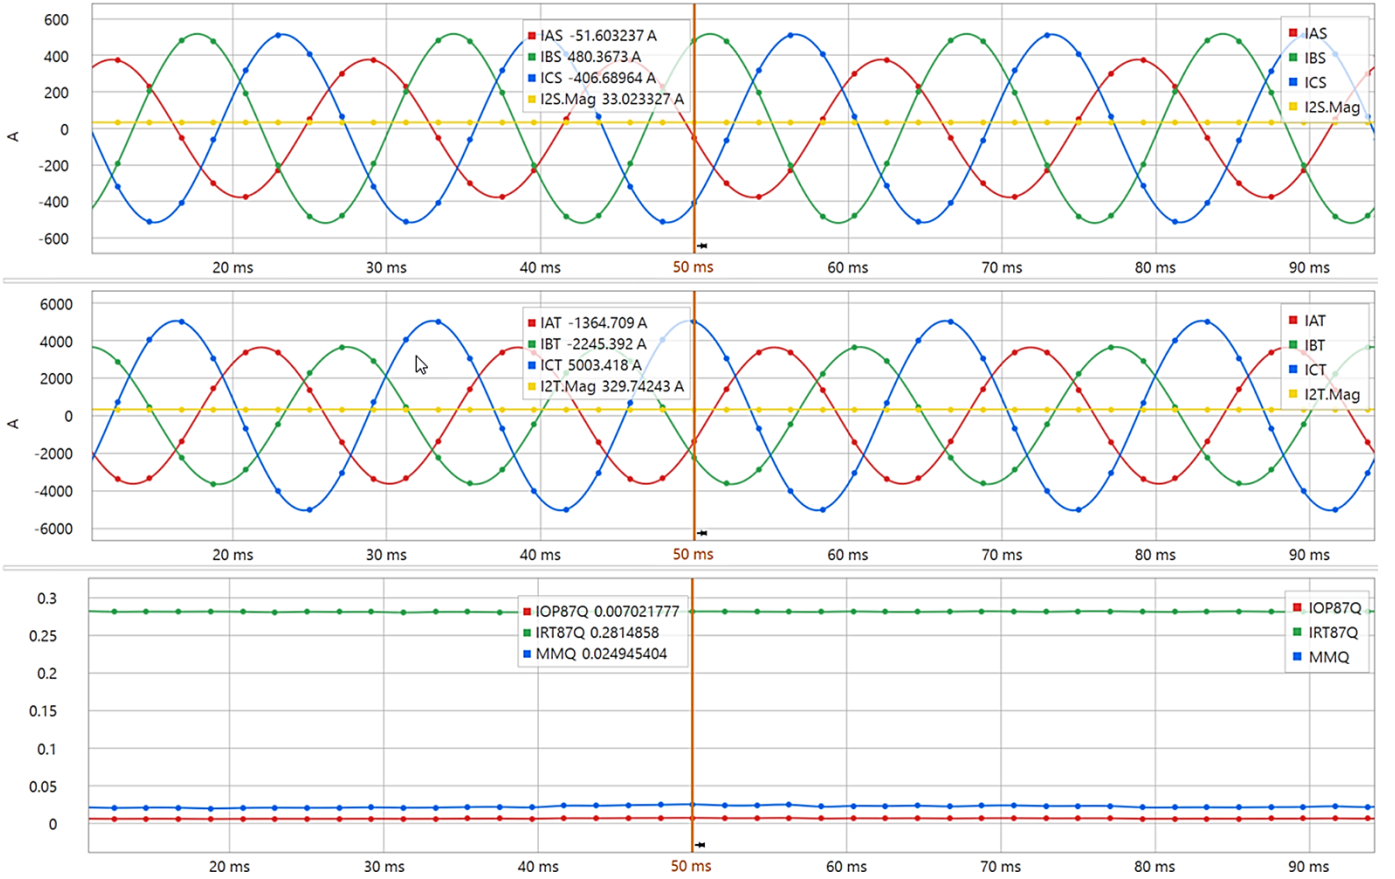 600
400
200
0
-200
-400
-600
A
IAS -51.603237 A
IBS 480.3673 A
ICS -406.68964 A
I2S.Mag 33.023327 A
IAS
IBS
ICS
I2S.Mag
20 ms
30 ms
40 ms
50 ms
60 ms
70 ms
80 ms
90 ms
6000
4000
2000
0
-2000
-4000
-6000
A
IAT -1364.709 A
IBT -2245.392 A
ICT 5003.418 A
I2T.Mag 329.74243 A
IAT
IBT
ICT
I2T.Mag
20 ms
30 ms
40 ms
50 ms
60 ms
70 ms
80 ms
90 ms
0.3
0.25
0.2
0.15
0.1
0.05
0
IOP87Q 0.007021777
IRT87Q 0.2814858
MMQ 0.024945404
IOP87Q
IRT87Q
MMQ
20 ms
30 ms
40 ms
50 ms
60 ms
70 ms
80 ms
90 ms